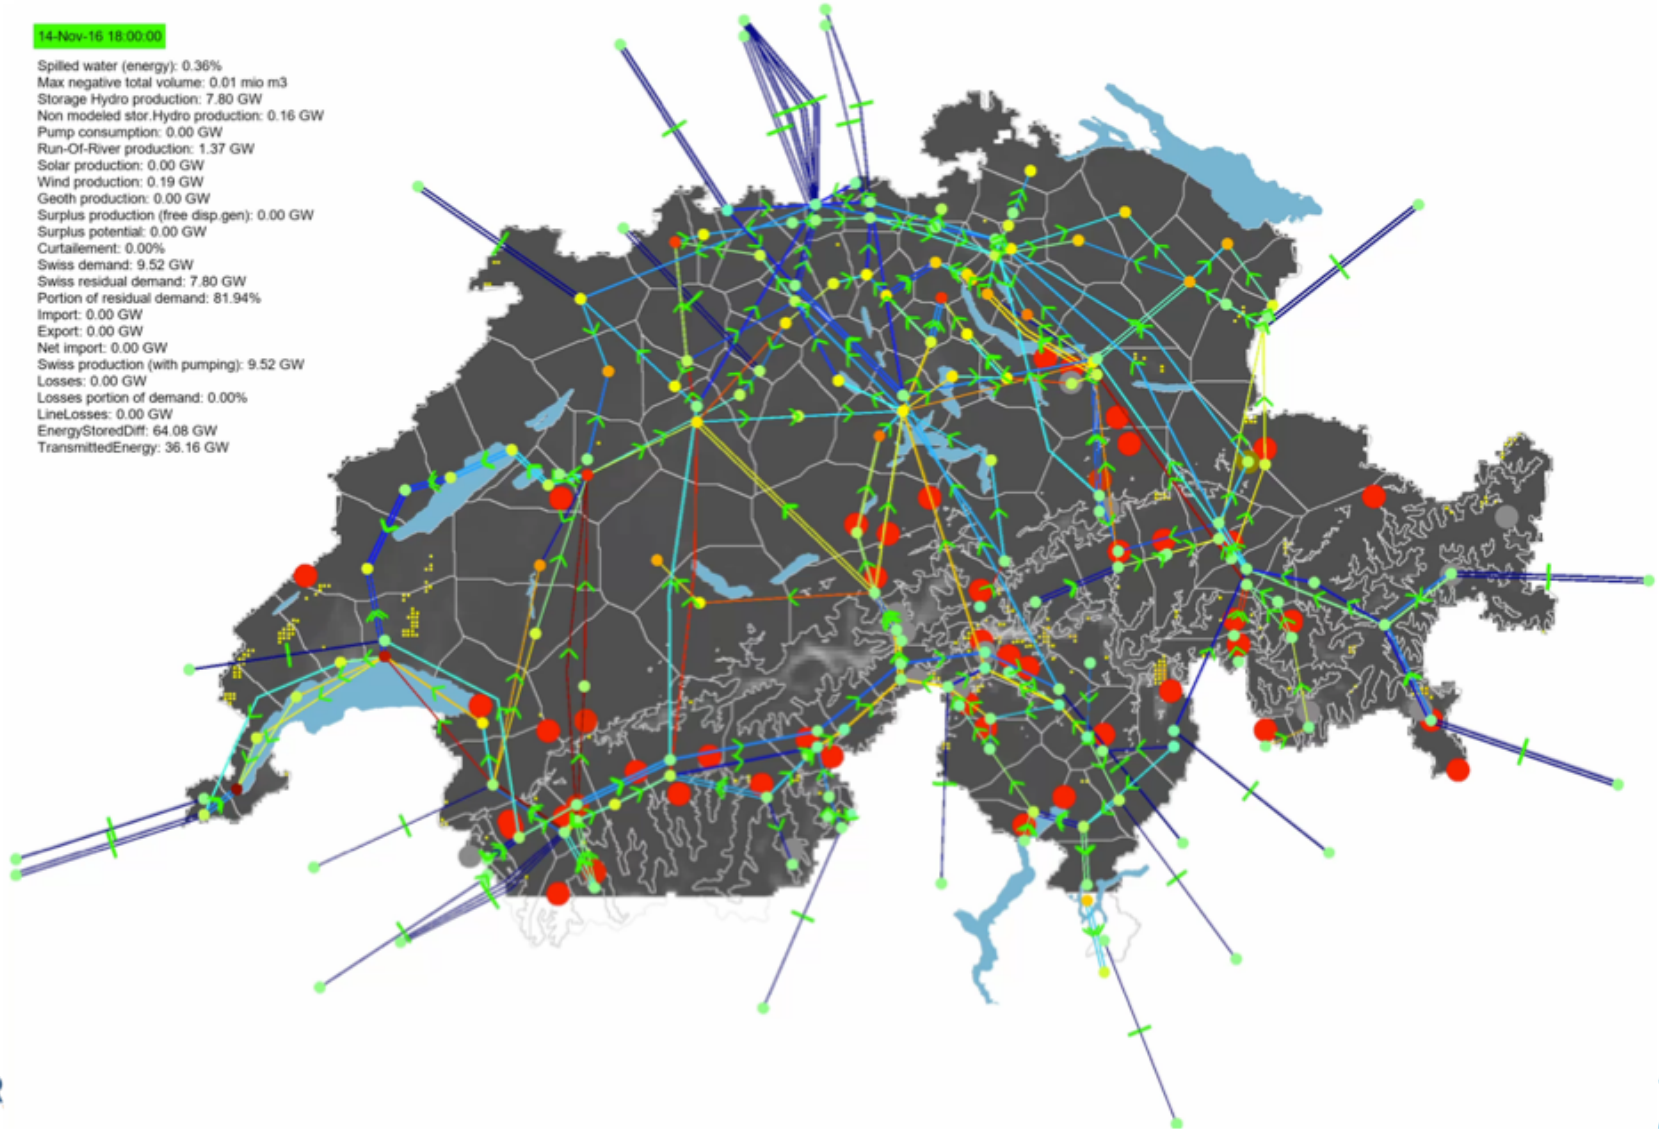 14-Nov-16 18:00:00
Spilled water (energy): 0.36%
Max negative total volume: 0.01 mio m3
Storage Hydro production: 7.80 GW
Non modeled stor.Hydro production: 0.16 GW
Pump consumption: 0.00 GW
Run-Of-River production: 1.37 GW
Solar production: 0.00 GW
Wind production: 0.19 GW
Geoth production: 0.00 GW
Surplus production (free disp.gen): 0.00 GW
Surplus potential: 0.00 GW
Curtailement: 0.00%
Swiss demand: 9.52 GW
Swiss residual demand: 7.80 GW
Portion of residual demand: 81.94%
Import: 0.00 GW
Export: 0.00 GW
Net import: 0.00 GW
Swiss production (with pumping): 9.52 GW
Losses: 0.00 GW
Losses portion of demand: 0.00%
LineLosses: 0.00 GW
EnergyStoredDiff: 64.08 GW
TransmittedEnergy: 36.16 GW